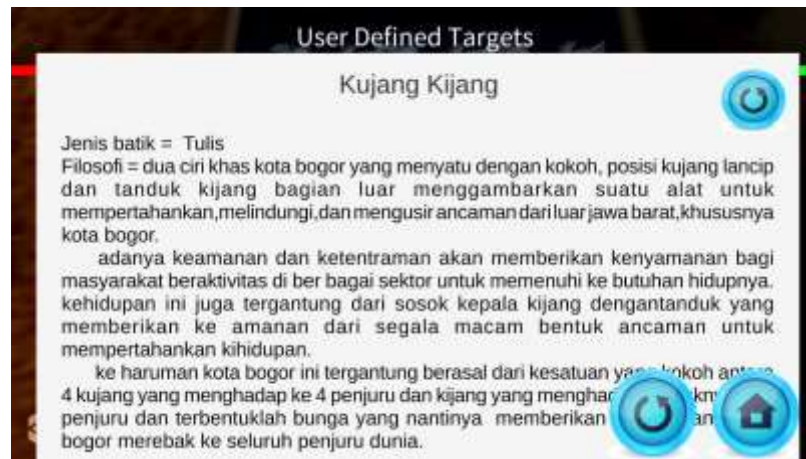 User Defined Targets
Kujang Kijang
Jenis batik = Tulis
Filosofi = dua ciri khas kota bogor yang menyatu dengan kokoh, posisi kujang lancip
dan tanduk kijang bagian luar menggambarkan suatu alat untuk
mempertahankan,melindungi,dan mengusir ancaman dari luar jawa barat,khususnya
kota bogor.
adanya keamanan dan ketentraman akan memberikan kenyamanan bagi
masyarakat beraktivitas di ber bagai sektor untuk memenuhi ke butuhan hidupnya.
kehidupan ini juga tergantung dari sosok kepala kijang dengantanduk yang
memberikan ke amanan dari segala macam bentuk ancaman untuk
mempertahankan kihidupan.
ke haruman kota bogor ini tergantung berasal dari kesatuan kokoh
4 kujang yang menghadap ke 4 penjuru dan kijang yang
penjuru dan terbentuklah bunga yang nantinya memberikan
bogor merebak ke seluruh penjuru dunia.